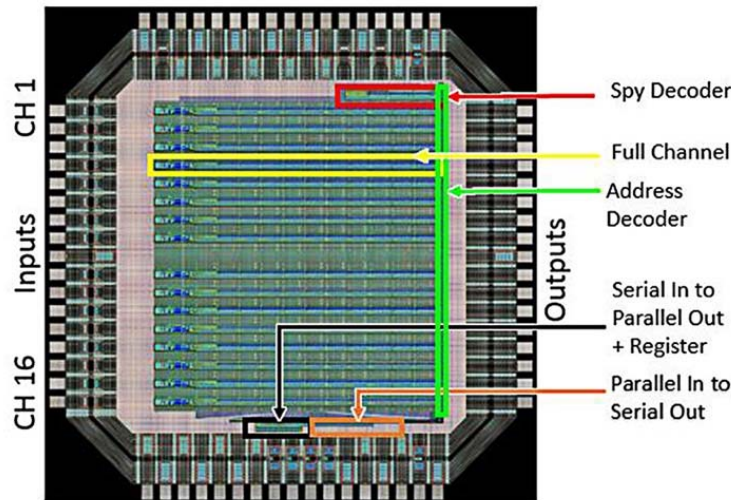 CH 1
Inputs
CH 16
Outputs
Spy Decoder
Full Channel
Address
Decoder
Serial In to
Parallel Out
+ Register
Parallel In to
Serial Out